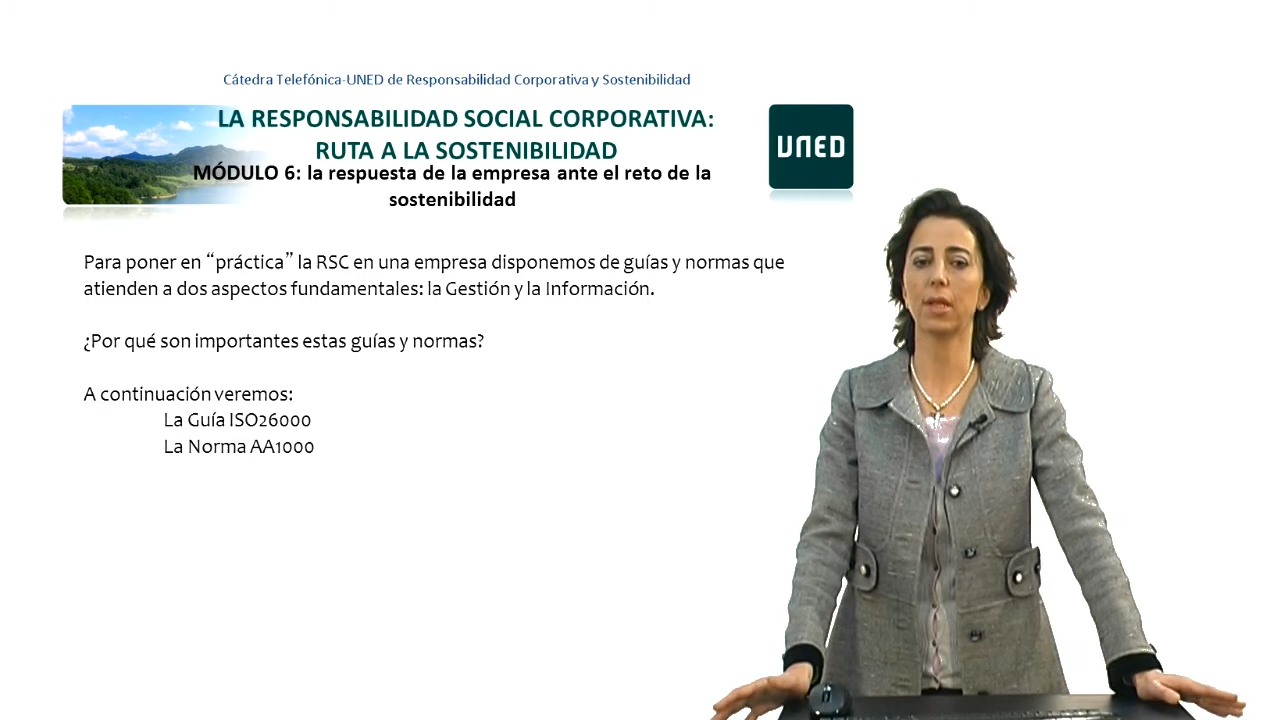 Cátedra Telefónica-UNED de Responsabilidad Corporativa y Sostenibilidad
LA RESPONSABILIDAD SOCIAL CORPORATIVA:
RUTA A LA SOSTENIBILIDAD
MÓDULO 6: la respuesta de la empresa ante el reto de la
sostenibilidad
UNED
Para poner en “práctica” la RSC en una empresa disponemos de guías y normas que
atienden a dos aspectos fundamentales: la Gestión y la Información.
¿Por qué son importantes estas guías y normas?
A continuación veremos:
La Guía ISO26000
La Norma AA1000